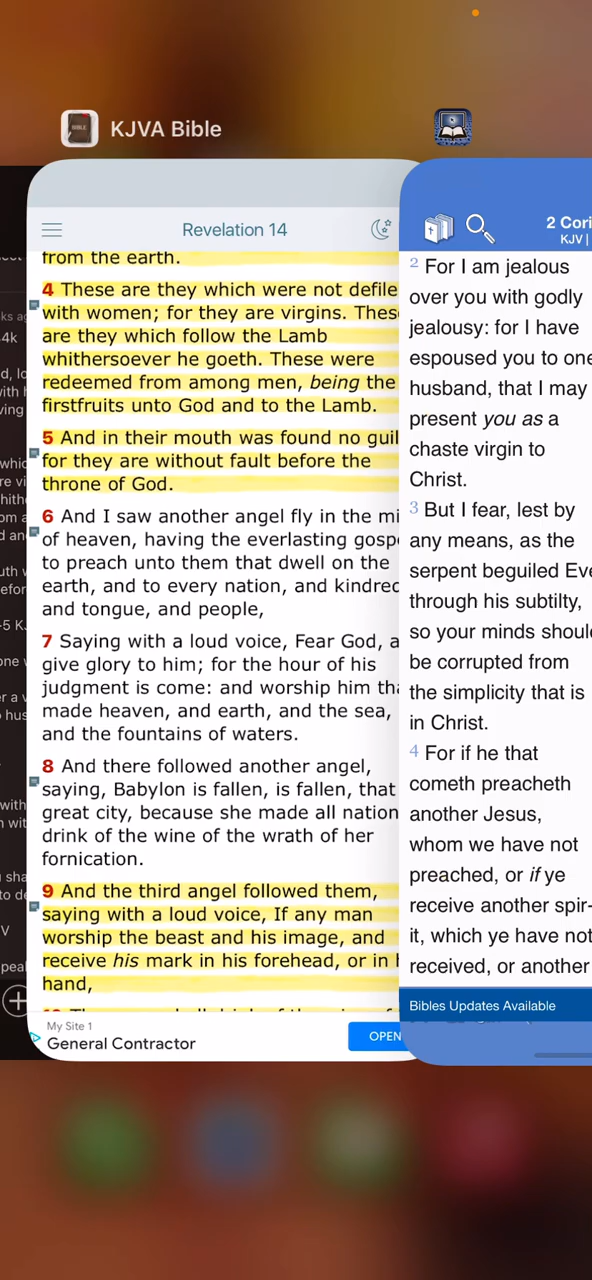 KJVA Bible
Revelation 14
from the earth.
4 These are they which were not defile
with women; for they are virgins. Thes
are they which follow the Lamb
whithersoever he goeth. These were
redeemed from among men, being the
firstfruits unto God and to the Lamb.
5 And in their mouth was found no guil
for they are without fault before the
throne of God.
6 And I saw another angel fly in the mi
of heaven, having the everlasting gosp
to preach unto them that dwell on the
earth, and to every nation, and kindred
and tongue, and people,
7 Saying with a loud voice, Fear God, a
give glory to him; for the hour of his
judgment is come: and worship him tha
made heaven, and earth, and the sea,
and the fountains of waters.
8 And there followed another angel,
saying, Babylon is fallen, is fallen, that
great city, because she made all nation
drink of the wine of the wrath of her
fornication.
9 And the third angel followed them,
saying with a loud voice, If any man
worship the beast and his image, and
receive his mark in his forehead, or in h
hand,
My Site 1
General Contractor
OPEN
2 Cori
KJV |
2 For I am jealous
over you with godly
jealousy: for I have
espoused you to one
husband, that I may
present you as a
chaste virgin to
Christ.
3 But I fear, lest by
any means, as the
serpent beguiled Eve
through his subtilty,
so your minds should
be corrupted from
the simplicity that is
in Christ.
4 For if he that
cometh preacheth
another Jesus,
whom we have not
preached, or if ye
receive another spir-
it, which ye have not
received, or another
Bibles Updates Available